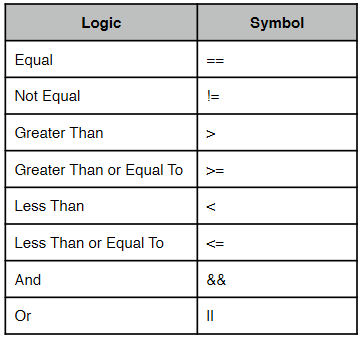 Logic Symbol
Equal ==
Not Equal !=
Greater Than >
Greater Than or Equal To >=
Less Than <
Less Than or Equal To <=
And &&
Or ||